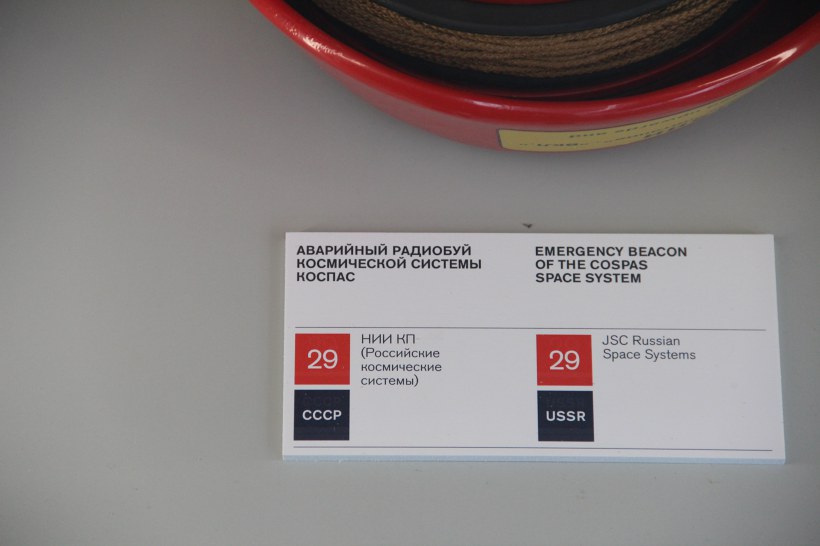 АВАРИЙНЫЙ РАДИОБУЙ
КОСМИЧЕСКОЙ СИСТЕМЫ
КОСПАС
29
НИИ КП
(Российские
космические
системы)
СССР
EMERGENCY BEACON
OF THE COSPAS
SPACE SYSTEM
29
JSC Russian
Space Systems
USSR